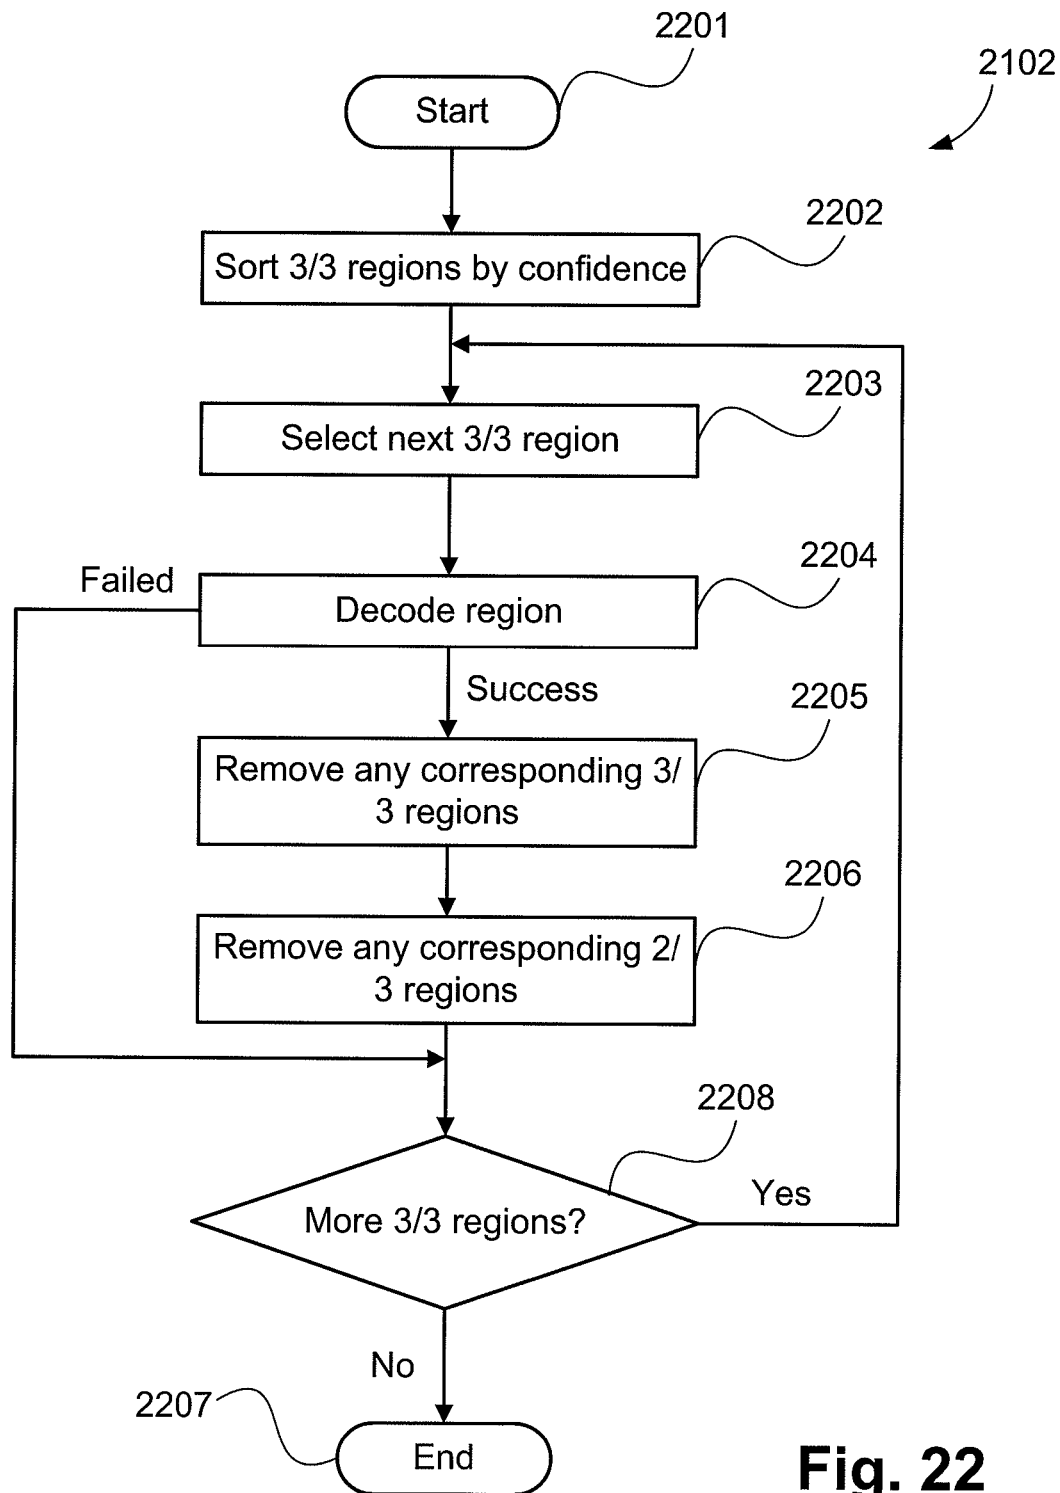 2201
2102
Start
2202
Sort 3/3 regions by confidence
2203
Select next 3/3 region
2204
Failed
Decode region
Success
2205
Remove any corresponding 3/
3 regions
2206
Remove any corresponding 2/
3 regions
2208
More 3/3 regions?
Yes
No
2207
End
Fig. 22